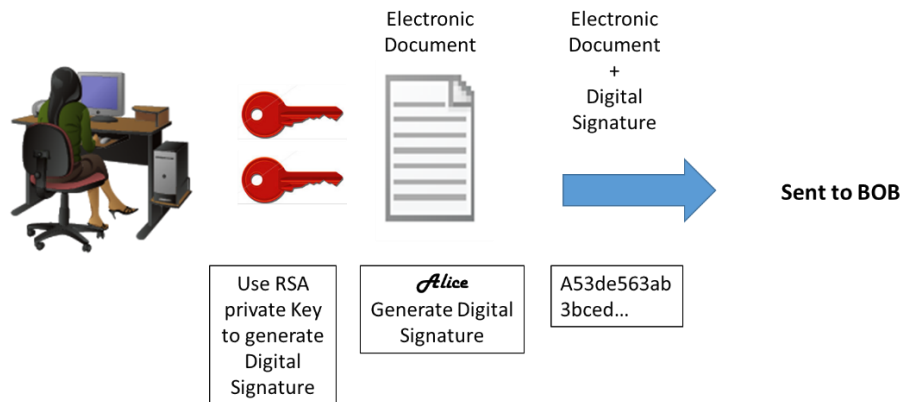 Electronic
Document
Electronic
Document
+
Digital
Signature
Sent to BOB
Use RSA
private Key
to generate
Digital
Signature
Alice
Generate Digital
Signature
A53de563ab
3bced...